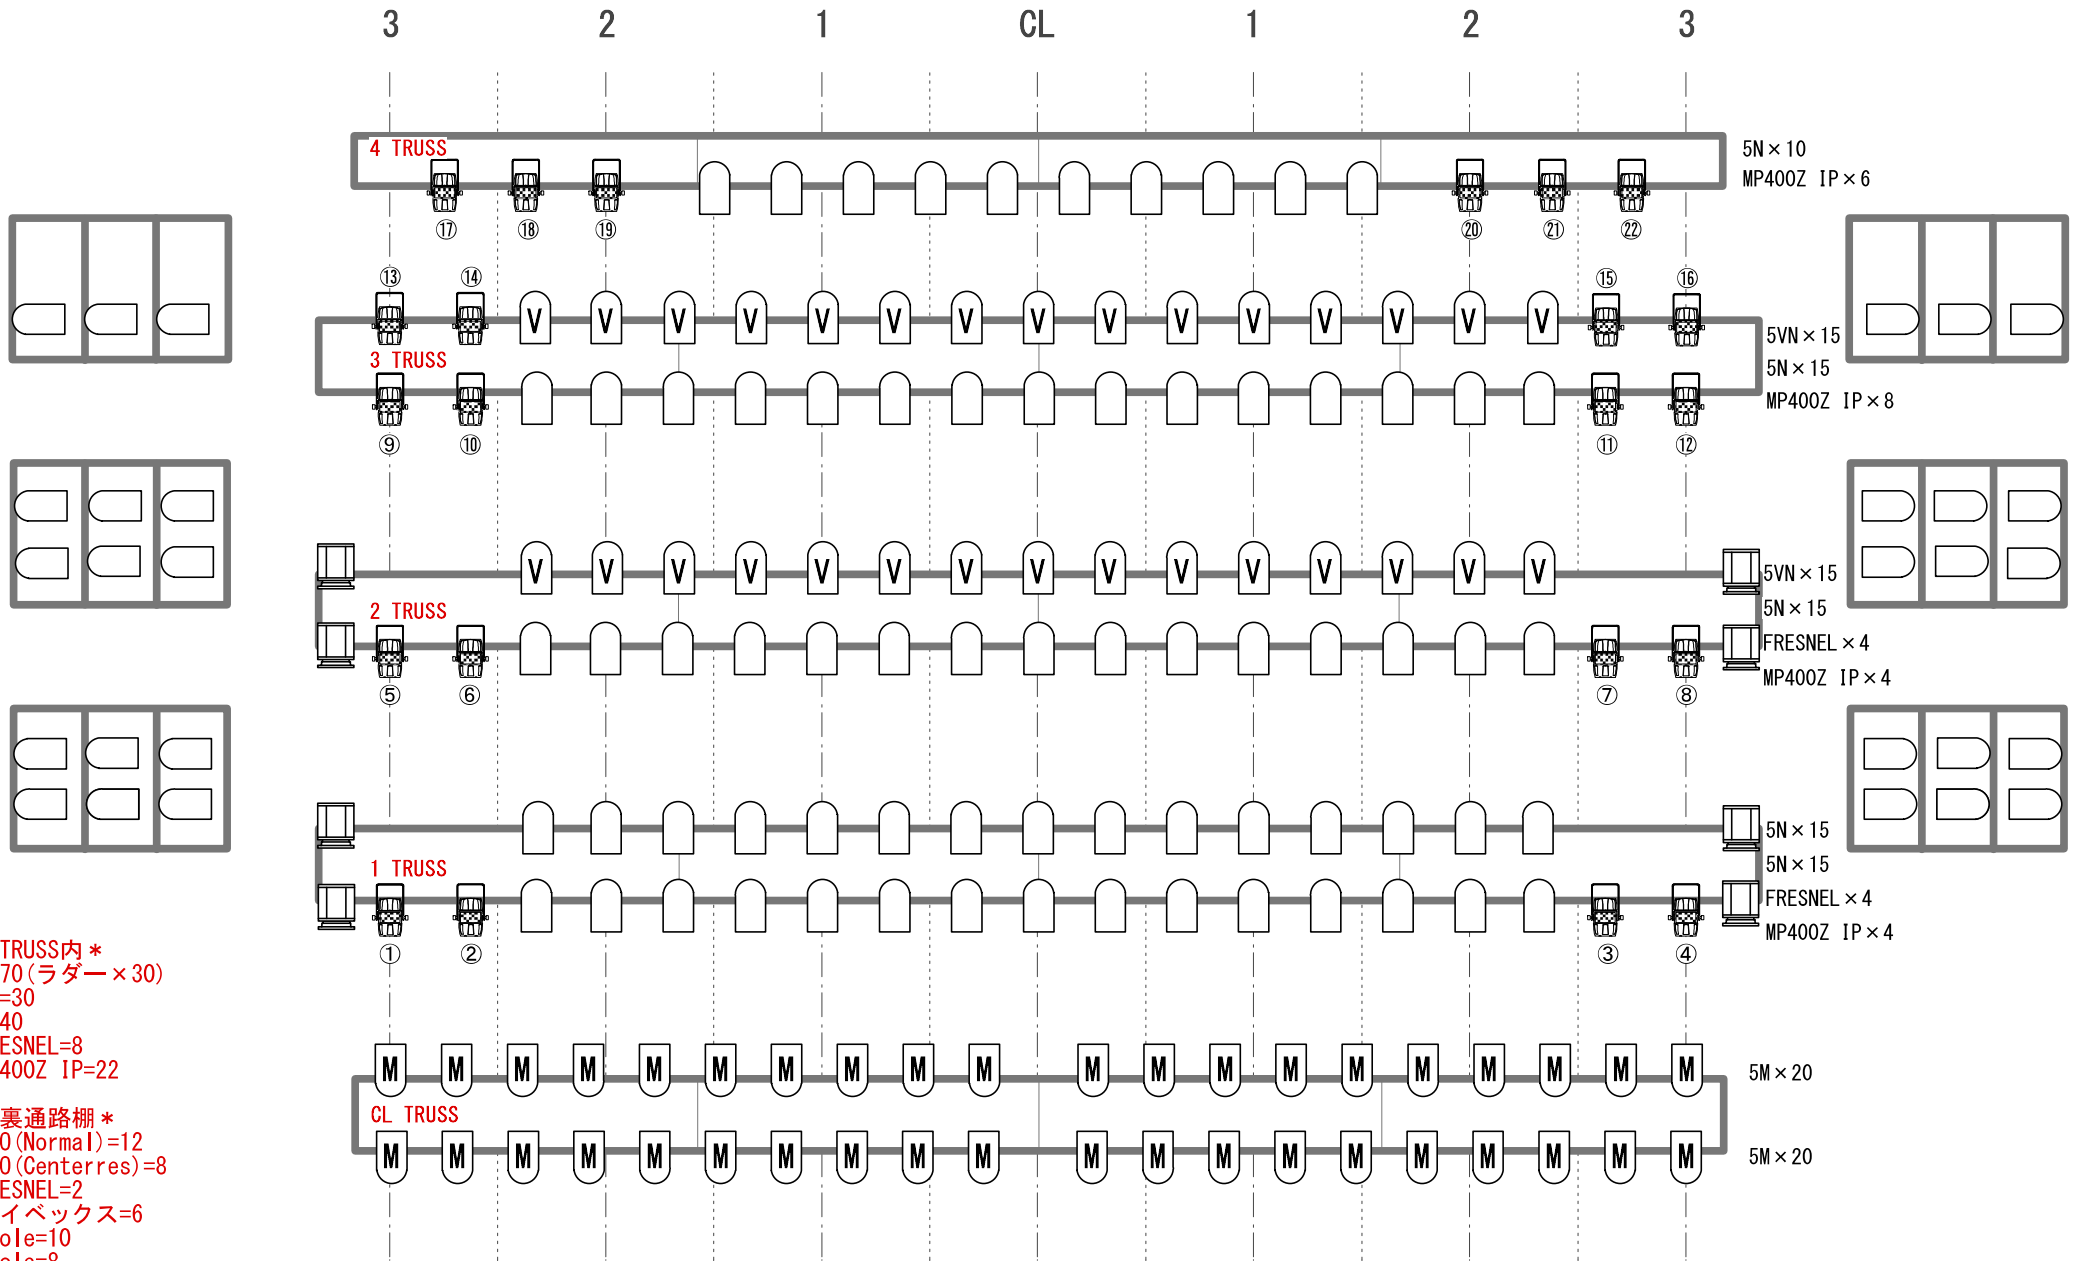 3 2 1 CL 1 2 3
4 TRUSS
5N×10
MP400Z IP×6
⑰ ⑱ ⑲ ⑳ ㉑ ㉒
⑬ ⑭ ⑮ ⑯
V V V V V V V V V V V V V V V
5VN×15
3 TRUSS
5N×15
MP400Z IP×8
⑨ ⑩ ⑪ ⑫
V V V V V V V V V V V V V V V
5VN×15
2 TRUSS
5N×15
FRESNEL×4
MP400Z IP×4
⑤ ⑥ ⑦ ⑧
5N×15
1 TRUSS
5N×15
FRESNEL×4
MP400Z IP×4
① ② ③ ④
TRUSS内*
70(ラダー×30)
=30
40
ESNEL=8
400Z IP=22
M M M M M M M M M M M M M M M M M M M M
5M×20
CL TRUSS
M M M M M M M M M M M M M M M M M M M M
5M×20
裏通路棚*
0(Normal)=12
0(Centerres)=8
ESNEL=2
イベックス=6
ole=10